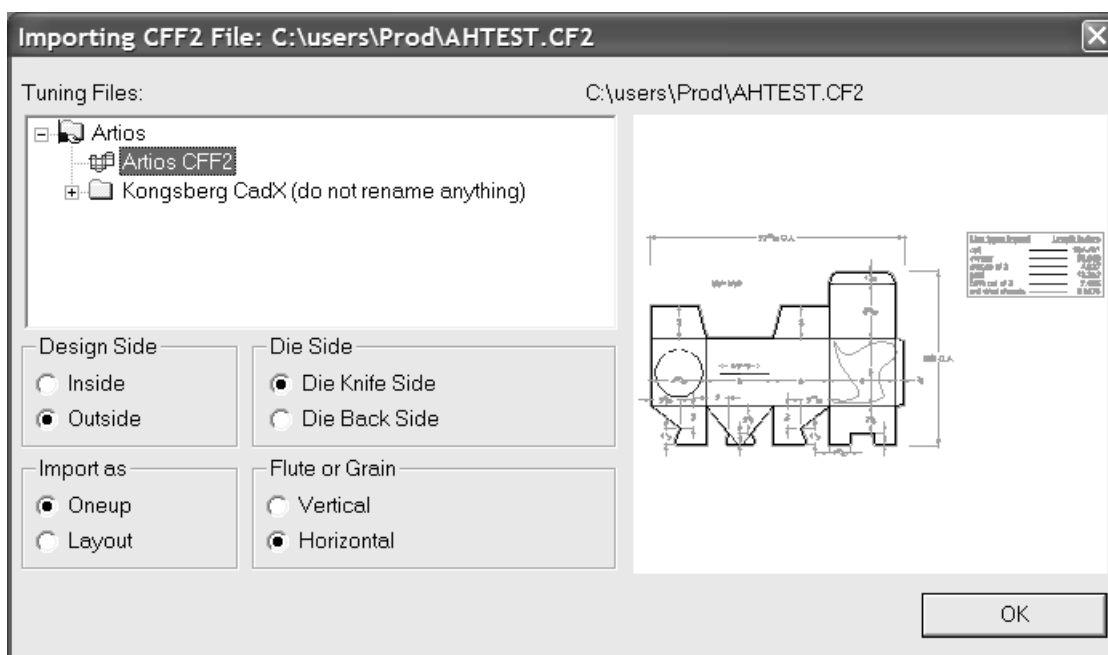 Importing CFF2 File: C:\users\Prod\AHTEST.CF2
Tuning Files:
C:\users\Prod\AHTEST.CF2
Artios
Artios CFF2
Kongsberg CadX (do not rename anything)
Design Side
Inside
Outside
Die Side
Die Knife Side
Die Back Side
Import as
Oneup
Layout
Flute or Grain
Vertical
Horizontal
OK